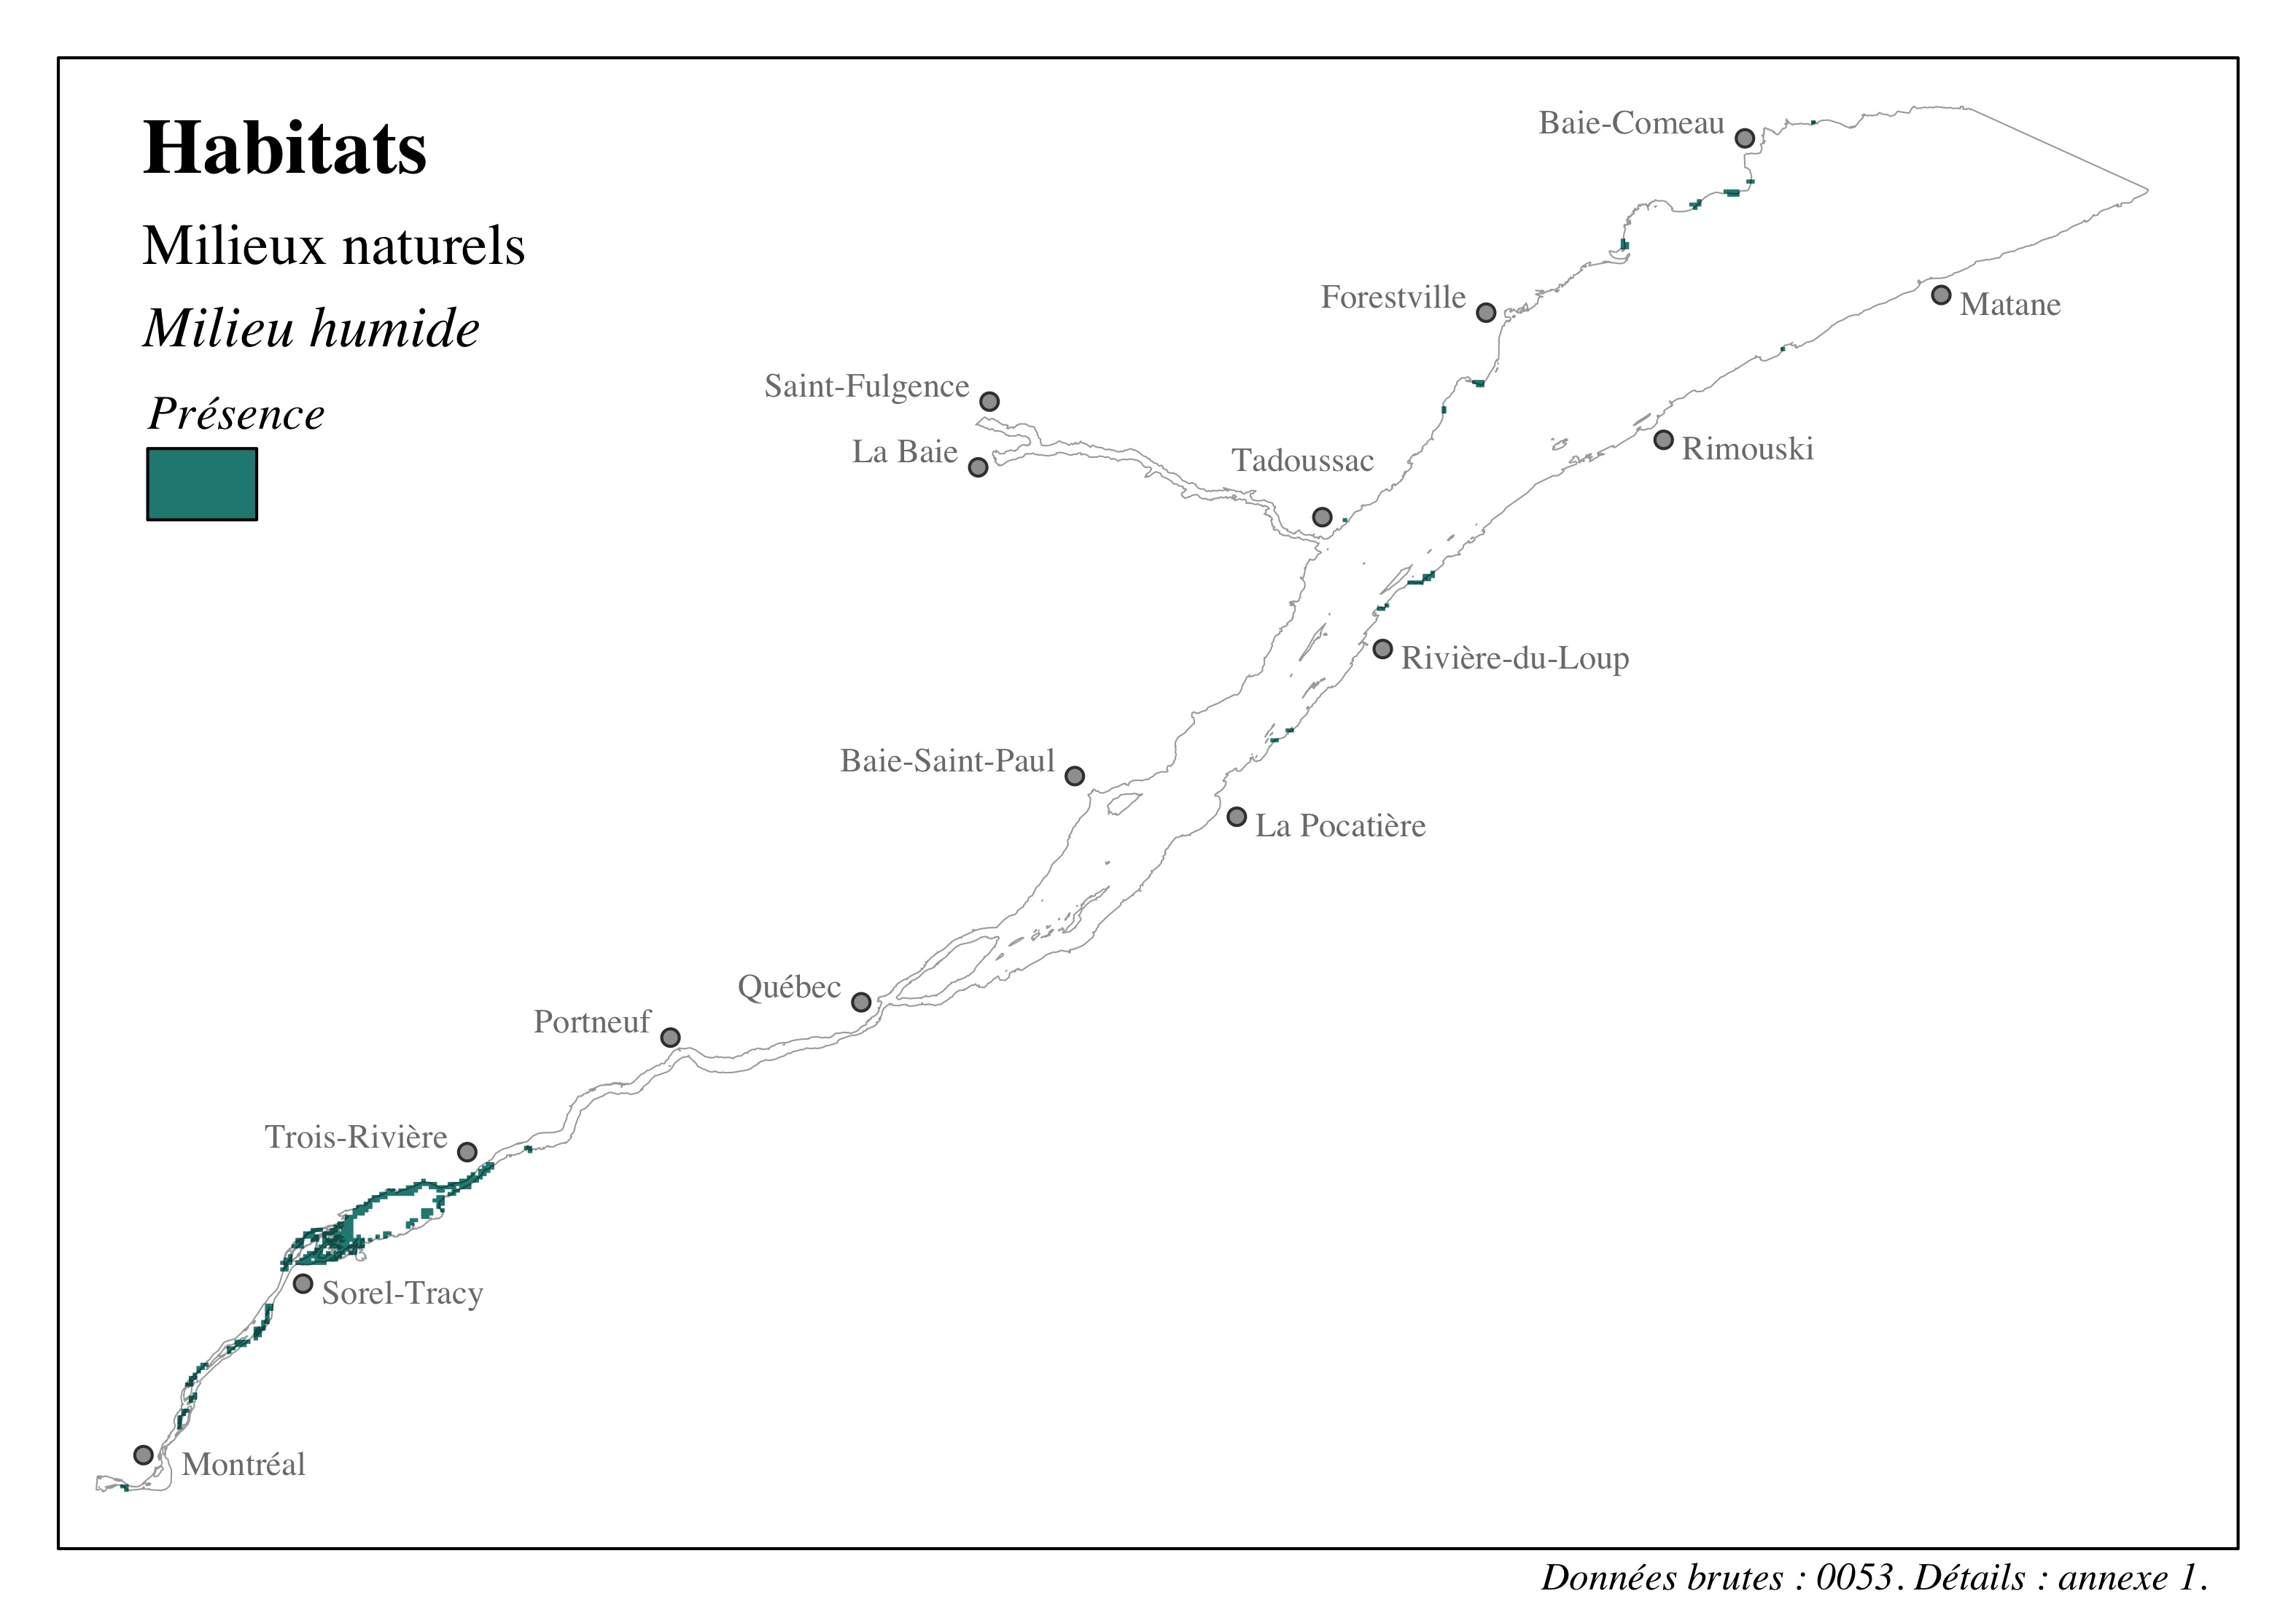 Habitats
Milieux naturels
Milieu humide
Présence
Baie-Comeau
Forestville
Matane
Saint-Fulgence
La Baie
Tadoussac
Rimouski
Rivière-du-Loup
Baie-Saint-Paul
La Pocatière
Québec
Portneuf
Trois-Rivière
Sorel-Tracy
Montréal
Données brutes : 0053. Détails : annexe 1.